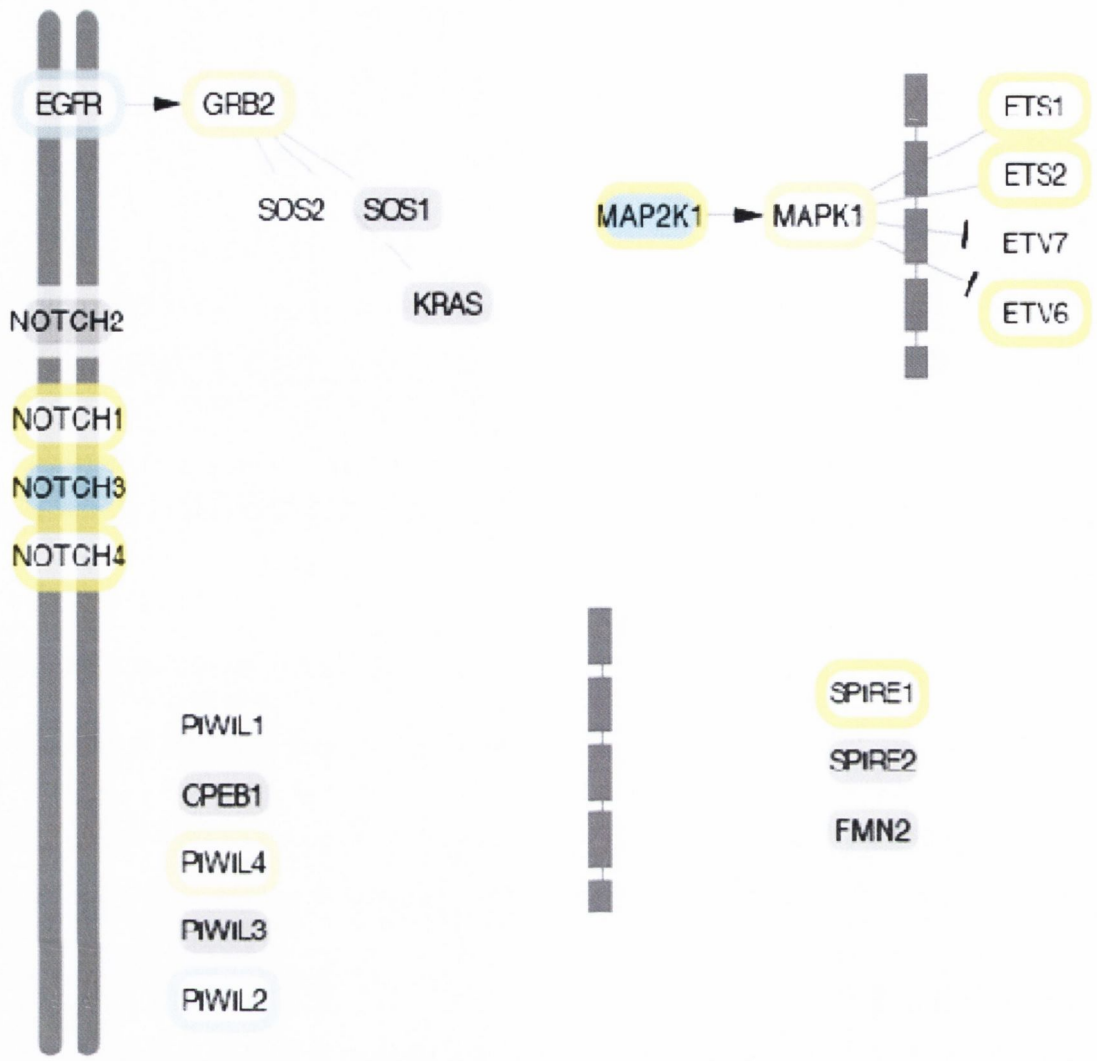 EGFR
GRB2
ETS1
ETS2
SOS2
SOS1
MAP2K1
MAPK1
ETV7
KRAS
ETV6
NOTCH2
NOTCH1
NOTCH3
NOTCH4
PIWIL1
SPIRE1
CPEB1
SPIRE2
PIWIL4
FMN2
PIWIL3
PIWIL2